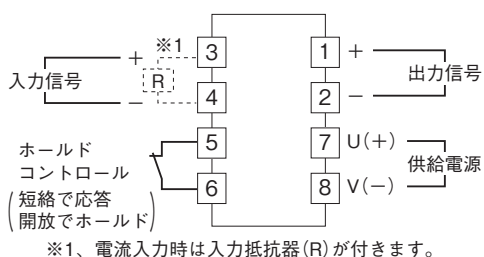 ※1
3
1
+
+
入力信号
R
出力信号
4
2
−
−
5
7
U(+)
ホールド
コントロール
供給電源
短絡で応答
開放でホールド
6
8
V(−)
※1、電流入力時は入力抵抗器(R)が付きます。